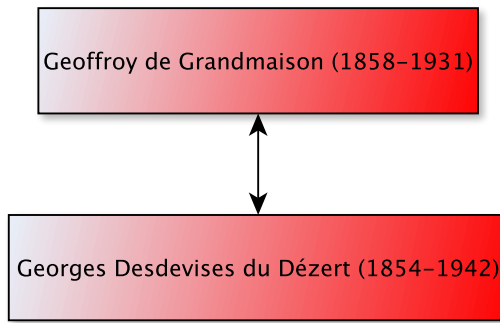 Geoffroy de Grandmaison (1858-1931)
Georges Desdevises du Dézert (1854-1942)